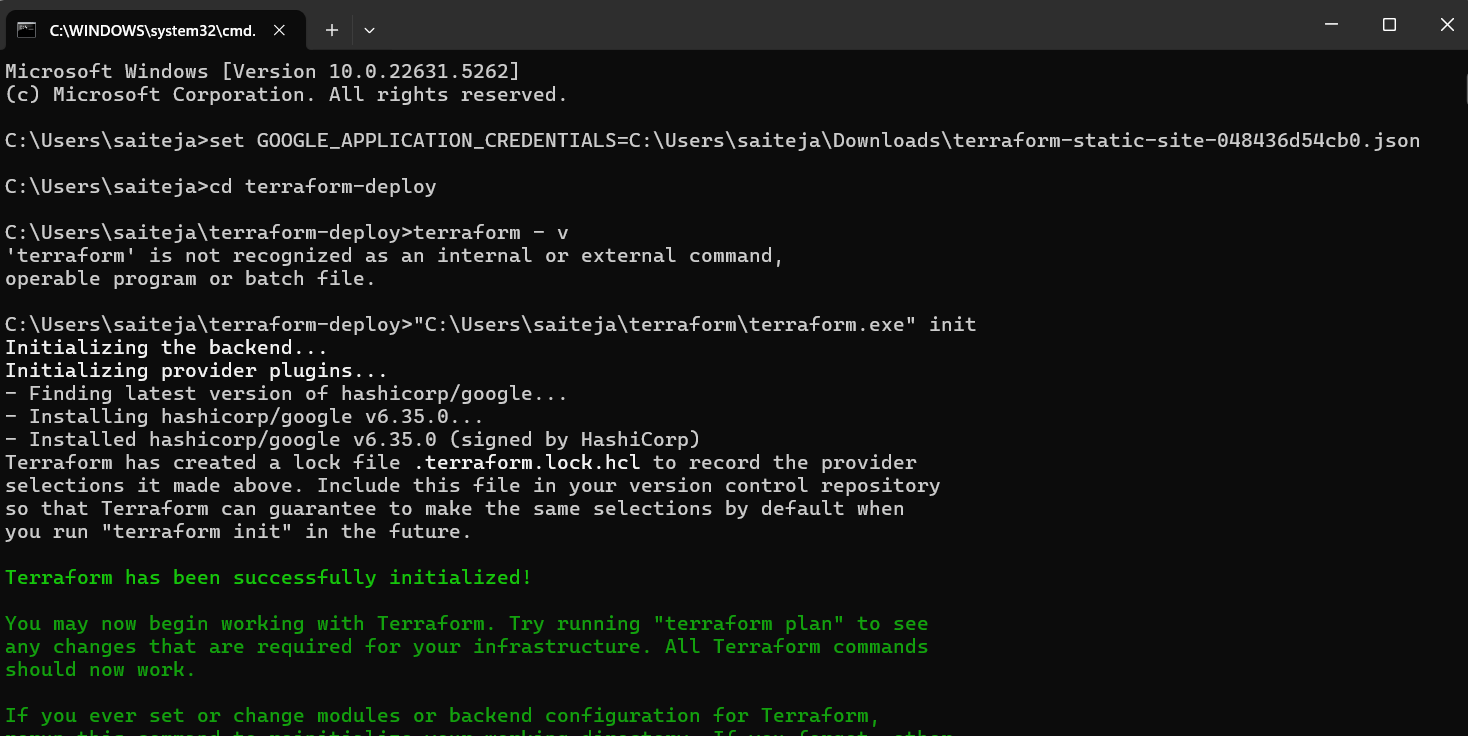 C:\WINDOWS\system32\cmd.
Microsoft Windows [Version 10.0.22631.5262]
(c) Microsoft Corporation. All rights reserved.
C:\Users\saiteja>set GOOGLE_APPLICATION_CREDENTIALS=C:\Users\saiteja\Downloads\terraform-static-site-048436d54cb0.json
C:\Users\saiteja>cd terraform-deploy
C:\Users\saiteja\terraform-deploy>terraform - v
'terraform' is not recognized as an internal or external command,
operable program or batch file.
C:\Users\saiteja\terraform-deploy>"C:\Users\saiteja\terraform\terraform.exe" init
Initializing the backend...
Initializing provider plugins...
- Finding latest version of hashicorp/google...
- Installing hashicorp/google v6.35.0...
- Installed hashicorp/google v6.35.0 (signed by HashiCorp)
Terraform has created a lock file .terraform.lock.hcl to record the provider
selections it made above. Include this file in your version control repository
so that Terraform can guarantee to make the same selections by default when
you run "terraform init" in the future.
Terraform has been successfully initialized!
You may now begin working with Terraform. Try running "terraform plan" to see
any changes that are required for your infrastructure. All Terraform commands
should now work.
If you ever set or change modules or backend configuration for Terraform,